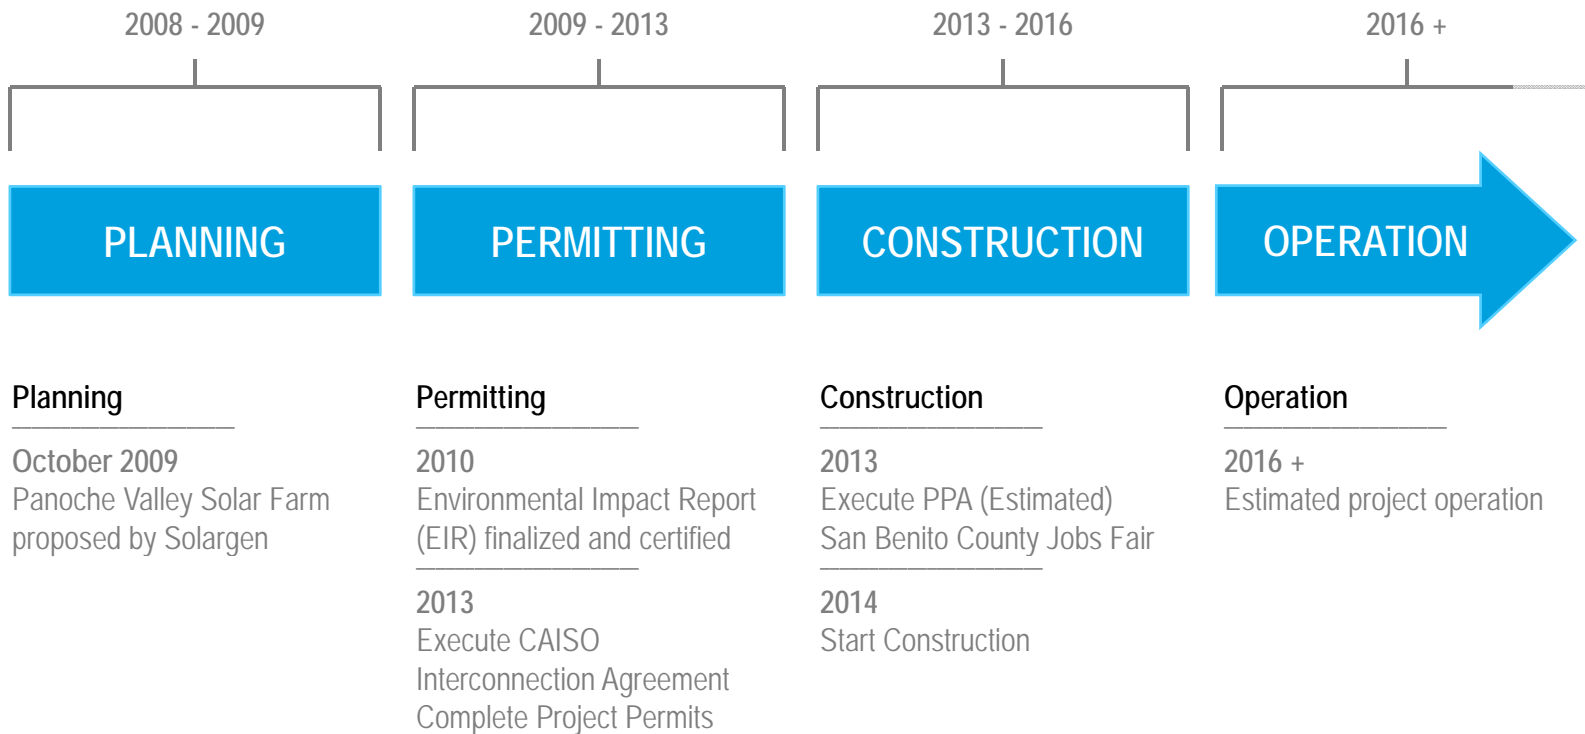 2008 - 2009
2009 - 2013
2013 - 2016
2016 +
PLANNING
PERMITTING
CONSTRUCTION
OPERATION
Planning
October 2009
Panoche Valley Solar Farm
proposed by Solargen
Permitting
2010
Environmental Impact Report
(EIR) finalized and certified
2013
Execute CAISO
Interconnection Agreement
Complete Project Permits
Construction
2013
Execute PPA (Estimated)
San Benito County Jobs Fair
2014
Start Construction
Operation
2016 +
Estimated project operation